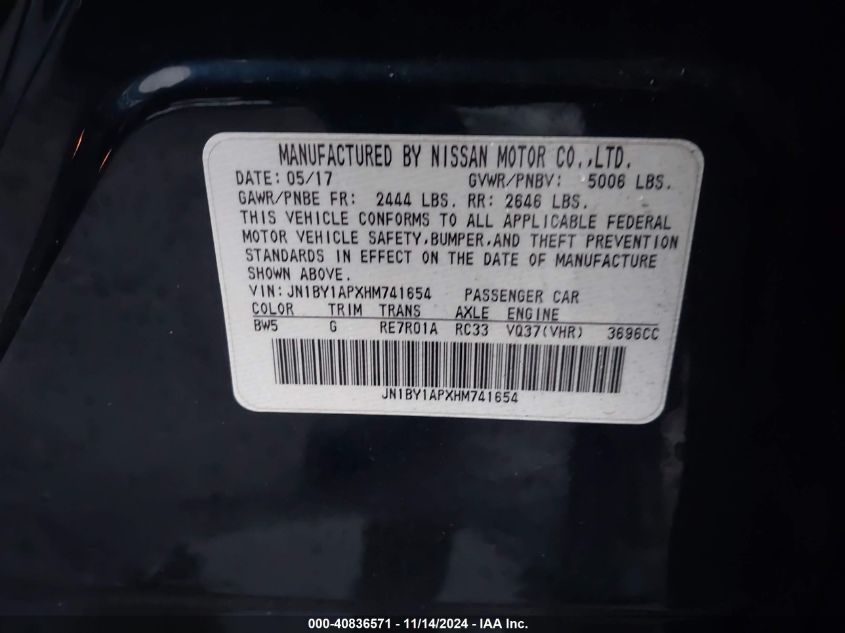 MANUFACTURED BY NISSAN MOTOR CO.,LTD.
DATE: 05/17 GVWR/PNBV: 5006 LBS.
GAWR/PNBE FR: 2444 LBS. RR: 2646 LBS.
THIS VEHICLE CONFORMS TO ALL APPLICABLE FEDERAL
MOTOR VEHICLE SAFETY,BUMPER,AND THEFT PREVENTION
STANDARDS IN EFFECT ON THE DATE OF MANUFACTURE
SHOWN ABOVE.
VIN: JN1BY1APXHM741654 PASSENGER CAR
COLOR TRIM TRANS AXLE ENGINE
BW5 G RE7R01A RC33 VQ37(VHR) 3696CC
JN1BY1APXHM741654
000-40836571 - 11/14/2024 - IAA Inc.